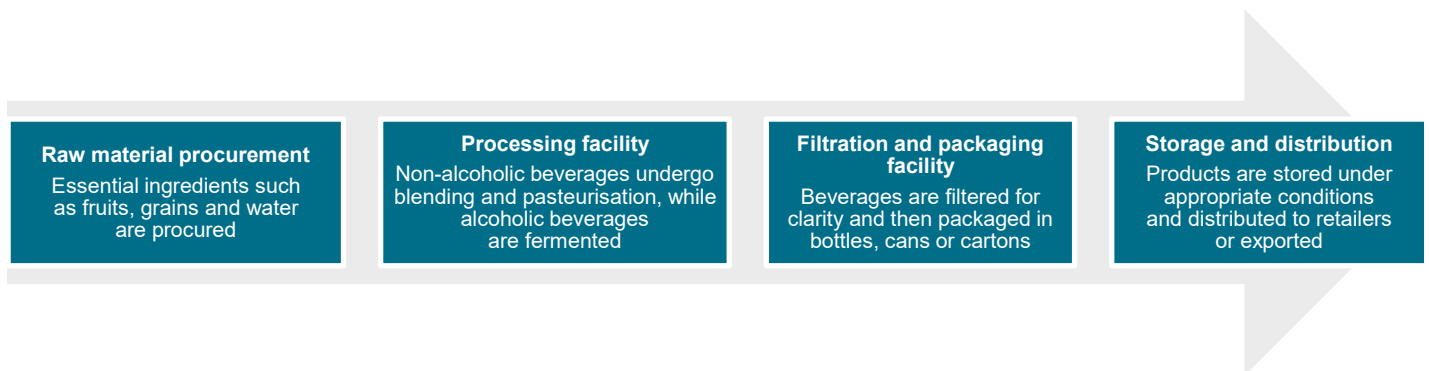 Raw material procurement
Essential ingredients such
as fruits, grains and water
are procured
Processing facility
Non-alcoholic beverages undergo
blending and pasteurisation, while
alcoholic beverages
are fermented
Filtration and packaging
facility
Beverages are filtered for
clarity and then packaged in
bottles, cans or cartons
Storage and distribution
Products are stored under
appropriate conditions
and distributed to retailers
or exported